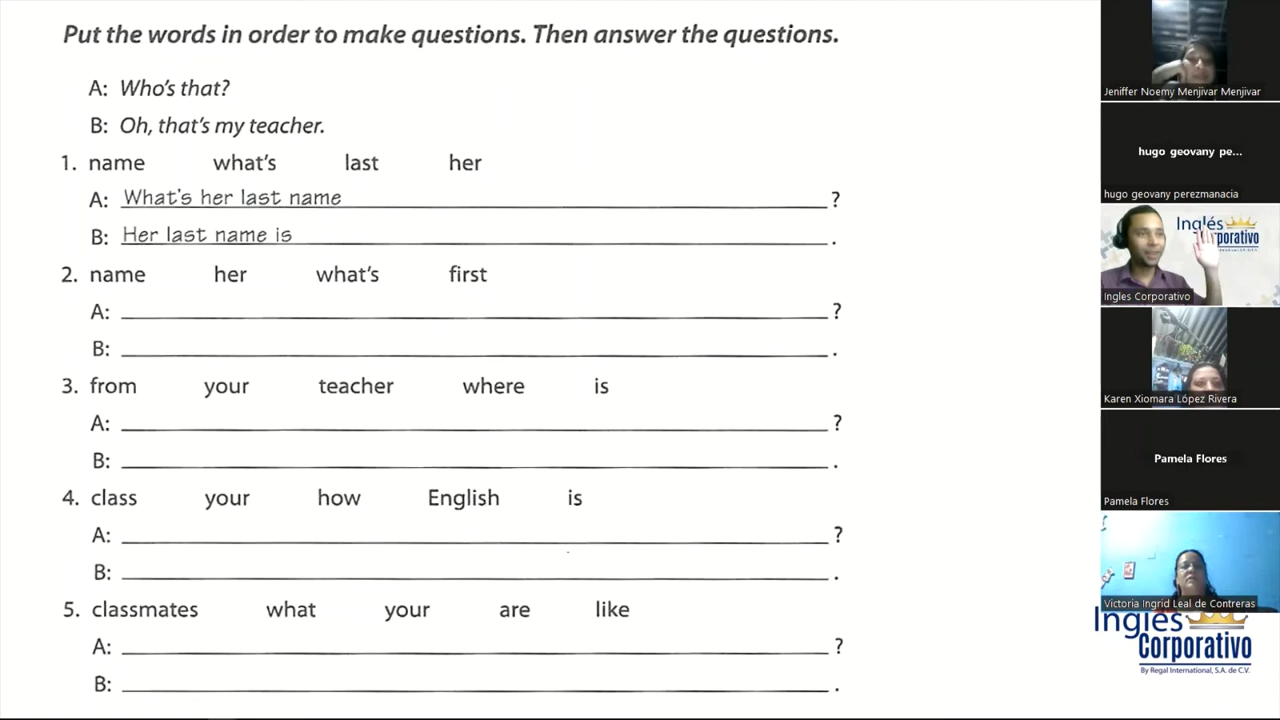 Put the words in order to make questions. Then answer the questions.
A: Who's that?
B: Oh, that's my teacher.
1. name what's last her
A: What's her last name ?
B: Her last name is .
2. name her what's first
A: ?
B: .
3. from your teacher where is
A: ?
B: .
4. class your how English is
A: ?
B: .
5. classmates what your are like
A: ?
B: .
Jeniffer Noemy Menjivar Menjivar
hugo geovany pe...
hugo geovany perezmanacia
Inglés
Corporativo
Ingles Corporativo
Karen Xiomara López Rivera
Pamela Flores
Pamela Flores
Victoria Ingrid Leal de Contreras
Inglés
Corporativo
By Regal International, S.A. de C.V.